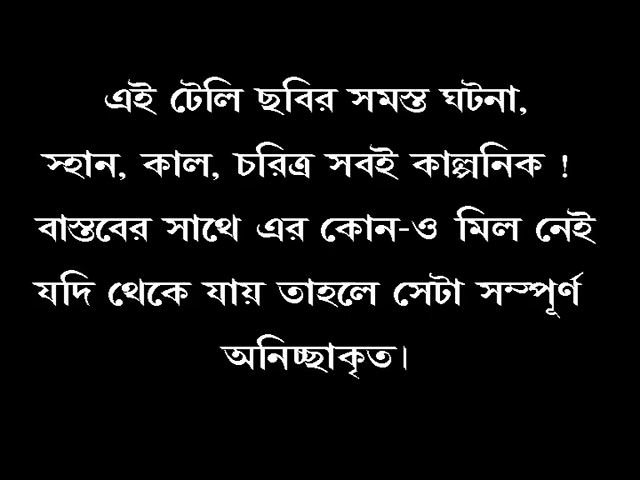 এই টেলি ছবির সমস্ত ঘটনা,
স্হান, কাল, চরিত্র সবই কাল্পনিক !
বাস্তবের সাথে এর কোন-ও মিল নেই
যদি থেকে যায় তাহলে সেটা সম্পূর্ণ
অনিচ্ছাকৃত।